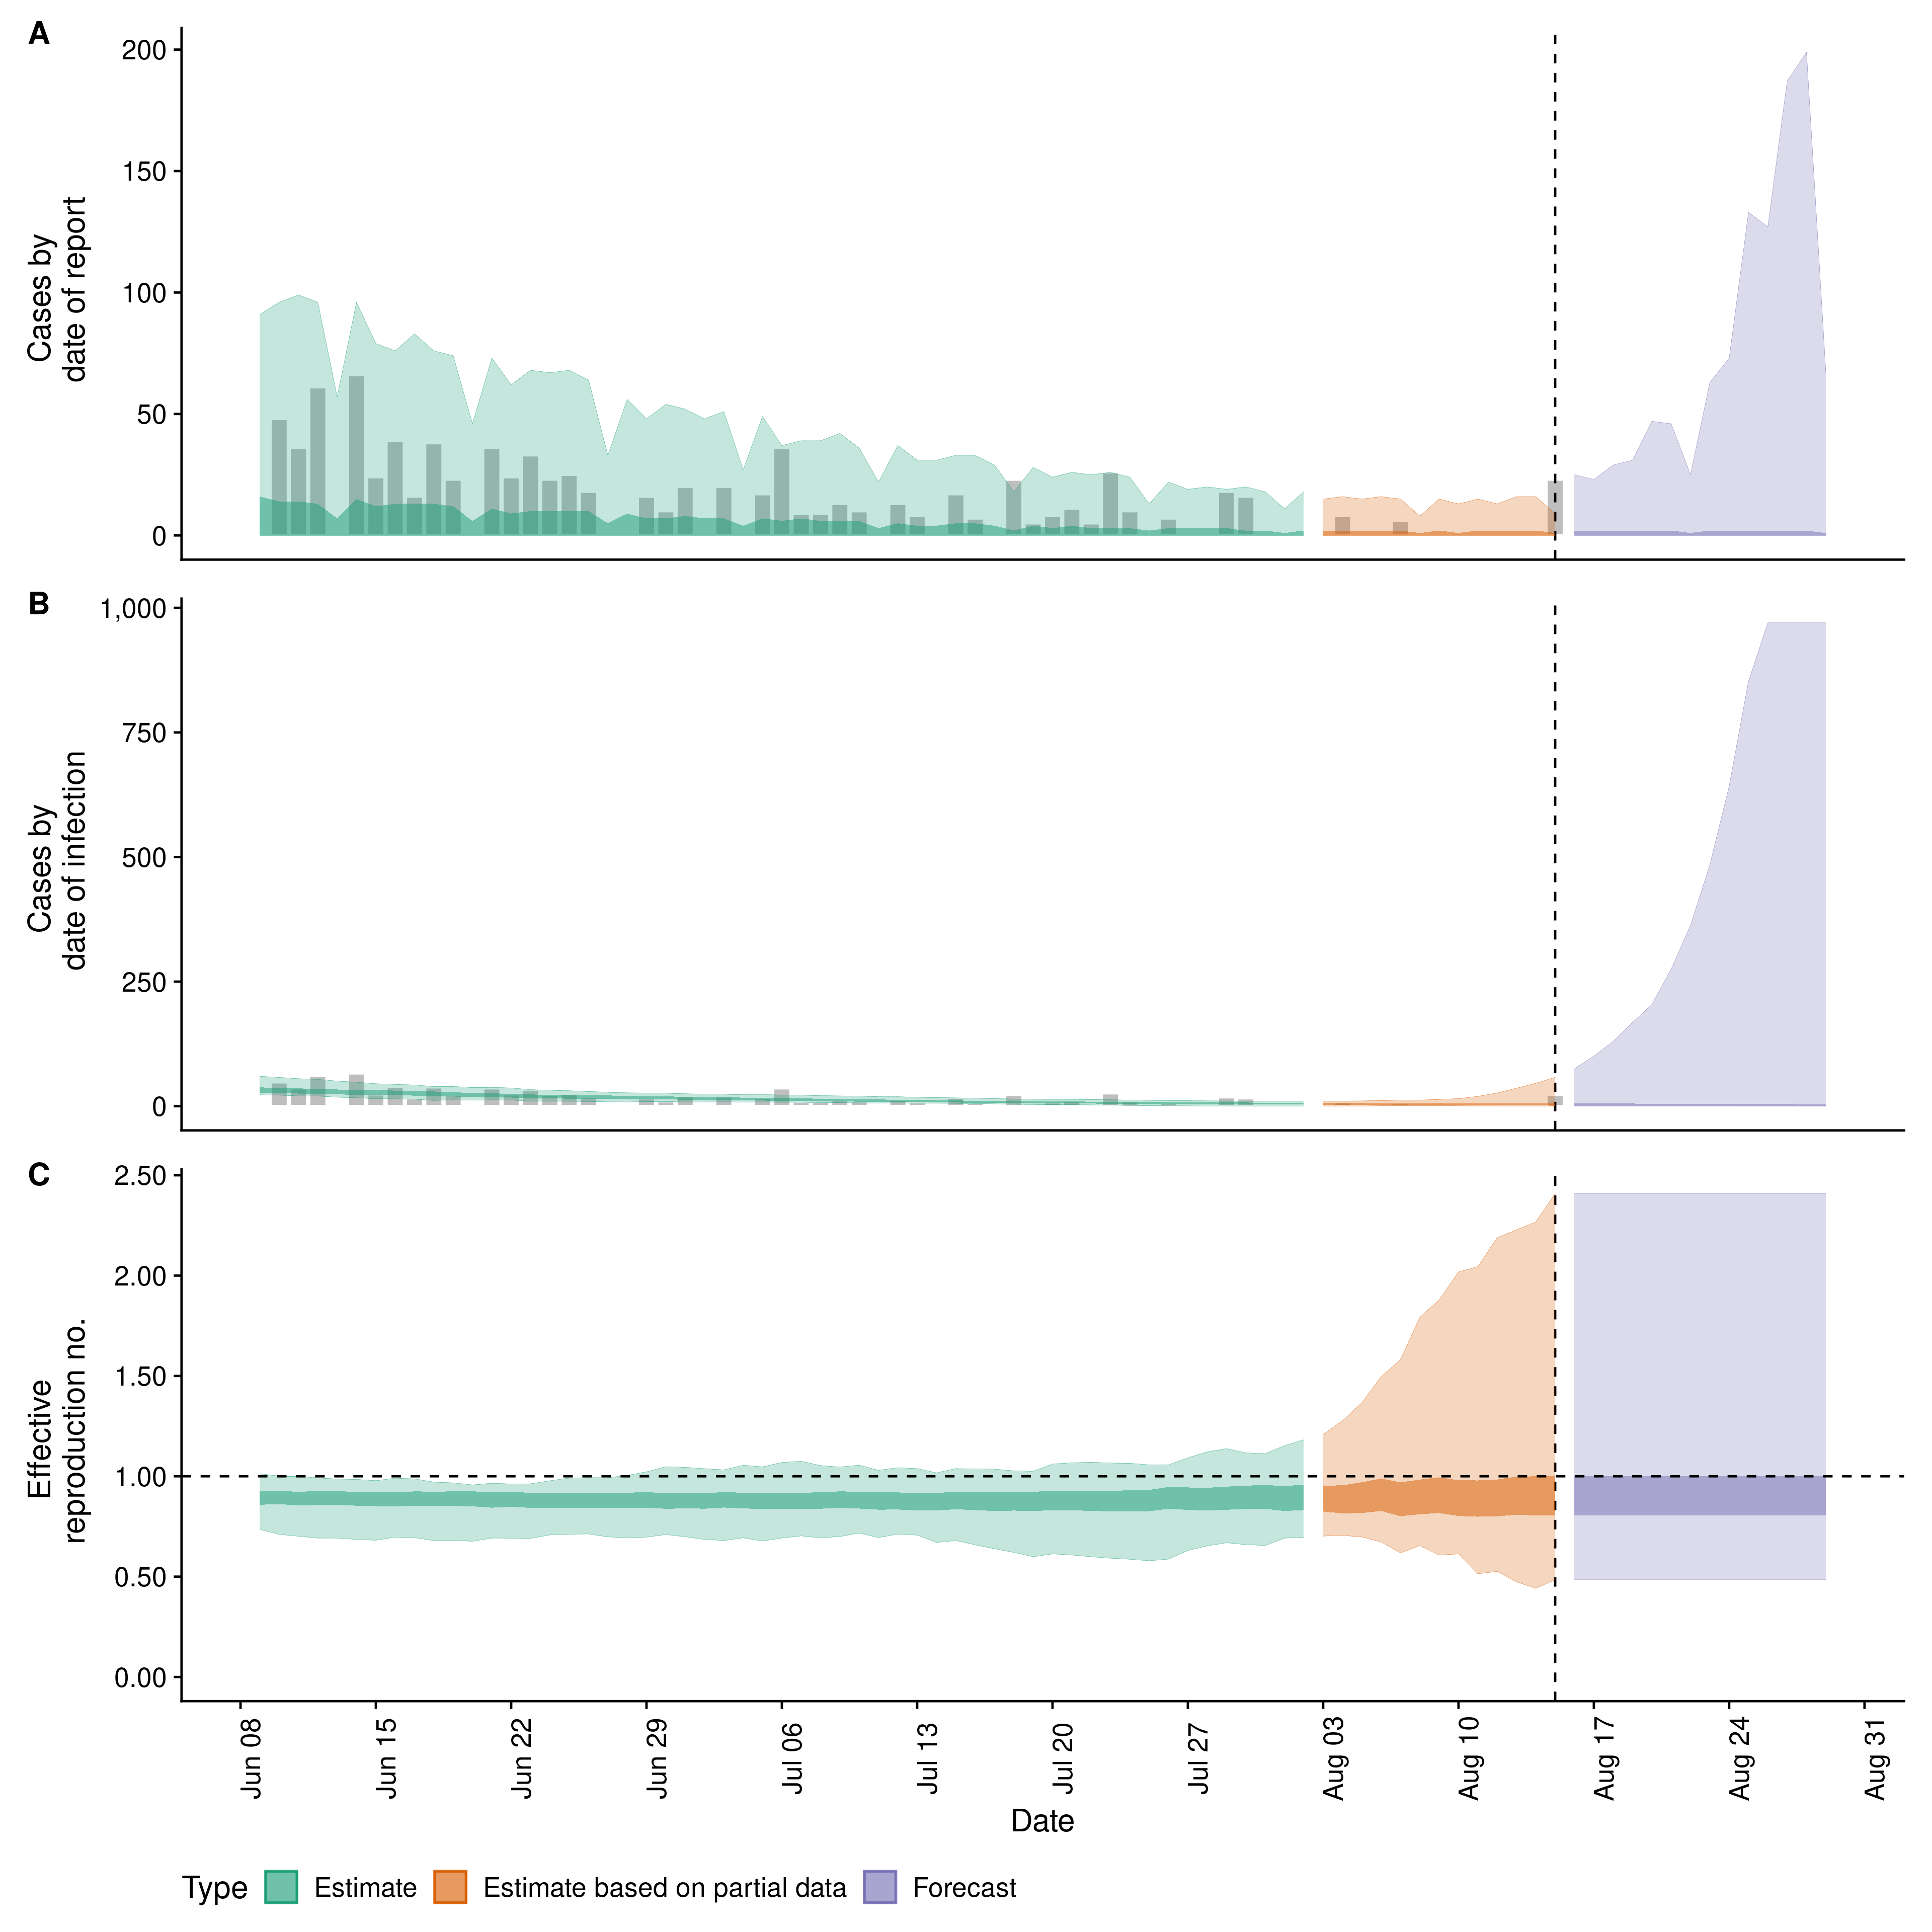 A
200
150
100
50
0
Cases by
date of report
B
1,000
750
500
250
0
Cases by
date of infection
C
2.50
2.00
1.50
1.00
0.50
0.00
Effective
reproduction no.
Jun 08
Jun 15
Jun 22
Jun 29
Jul 06
Jul 13
Jul 20
Jul 27
Aug 03
Aug 10
Aug 17
Aug 24
Aug 31
Date
Type
Estimate
Estimate based on partial data
Forecast